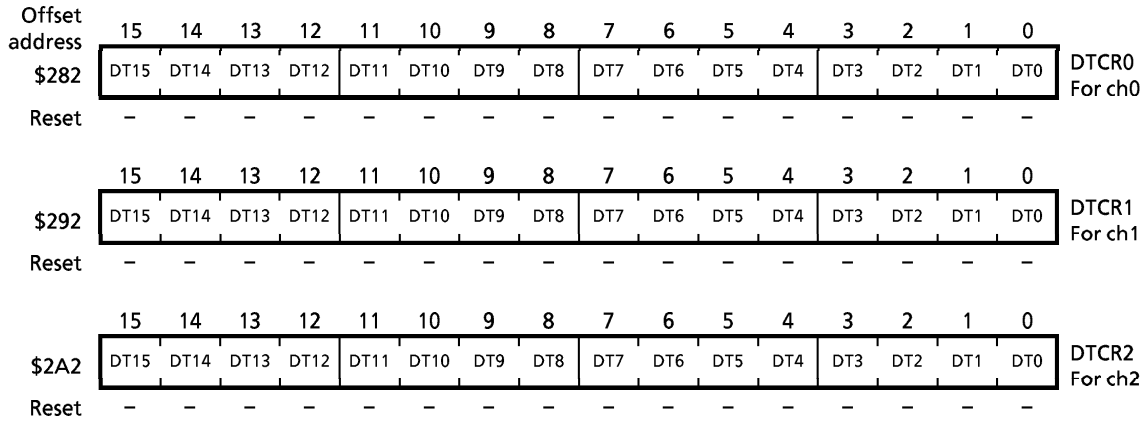 Offset address 15 14 13 12 11 10 9 8 7 6 5 4 3 2 1 0
$282 DT15 DT14 DT13 DT12 DT11 DT10 DT9 DT8 DT7 DT6 DT5 DT4 DT3 DT2 DT1 DT0 DTCR0 For ch0
Reset – – – – – – – – – – – – – – – –
15 14 13 12 11 10 9 8 7 6 5 4 3 2 1 0
$292 DT15 DT14 DT13 DT12 DT11 DT10 DT9 DT8 DT7 DT6 DT5 DT4 DT3 DT2 DT1 DT0 DTCR1 For ch1
Reset – – – – – – – – – – – – – – – –
15 14 13 12 11 10 9 8 7 6 5 4 3 2 1 0
$2A2 DT15 DT14 DT13 DT12 DT11 DT10 DT9 DT8 DT7 DT6 DT5 DT4 DT3 DT2 DT1 DT0 DTCR2 For ch2
Reset – – – – – – – – – – – – – – – –